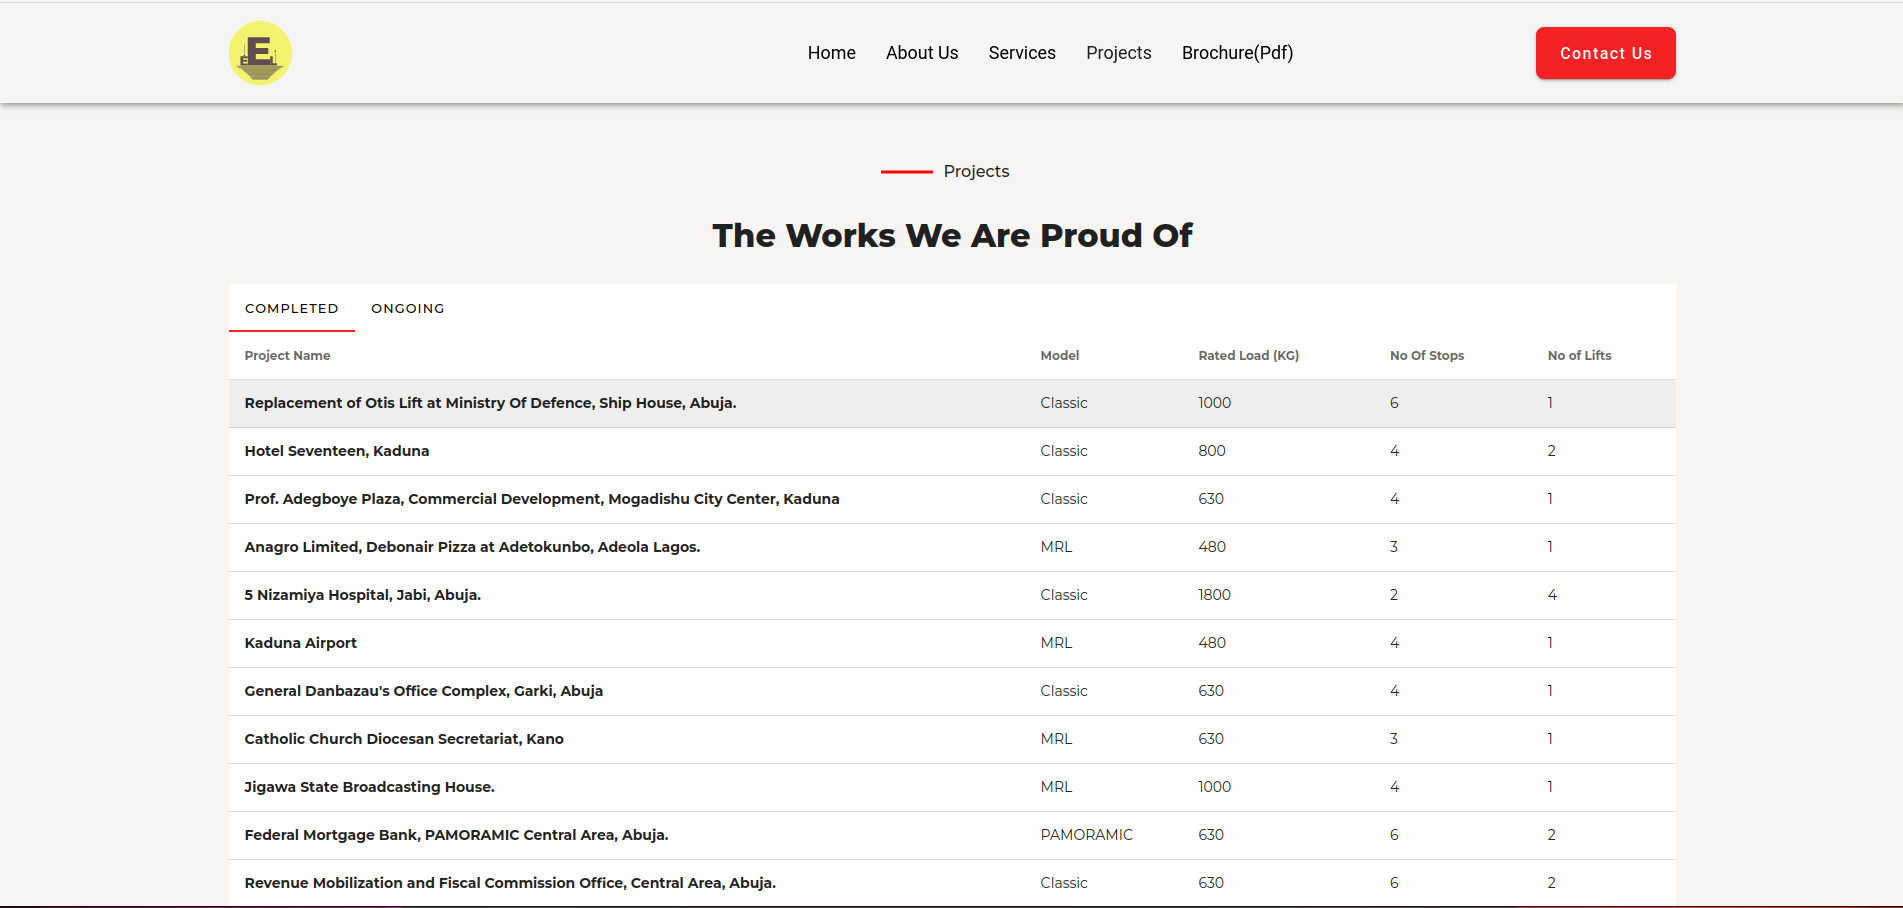 E
E L
Home About Us Services Projects Brochure(Pdf) Contact Us
Projects
The Works We Are Proud Of
COMPLETED ONGOING
Project Name Model Rated Load (KG) No Of Stops No of Lifts
Replacement of Otis Lift at Ministry Of Defence, Ship House, Abuja. Classic 1000 6 1
Hotel Seventeen, Kaduna Classic 800 4 2
Prof. Adegboye Plaza, Commercial Development, Mogadishu City Center, Kaduna Classic 630 4 1
Anagro Limited, Debonair Pizza at Adetokunbo, Adeola Lagos. MRL 480 3 1
5 Nizamiya Hospital, Jabi, Abuja. Classic 1800 2 4
Kaduna Airport MRL 480 4 1
General Danbazau's Office Complex, Garki, Abuja Classic 630 4 1
Catholic Church Diocesan Secretariat, Kano MRL 630 3 1
Jigawa State Broadcasting House. MRL 1000 4 1
Federal Mortgage Bank, PAMORAMIC Central Area, Abuja. PAMORAMIC 630 6 2
Revenue Mobilization and Fiscal Commission Office, Central Area, Abuja. Classic 630 6 2